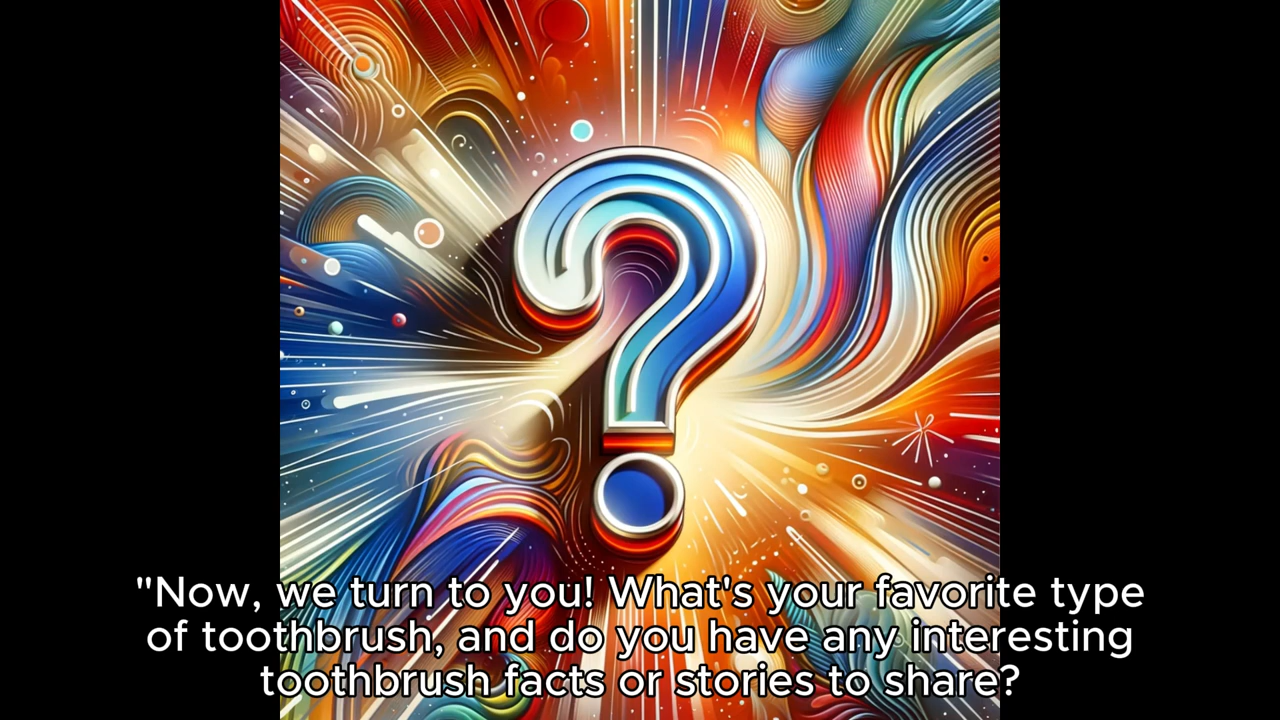 "Now, we turn to you! What's your favorite type
of toothbrush, and do you have any interesting
toothbrush facts or stories to share?